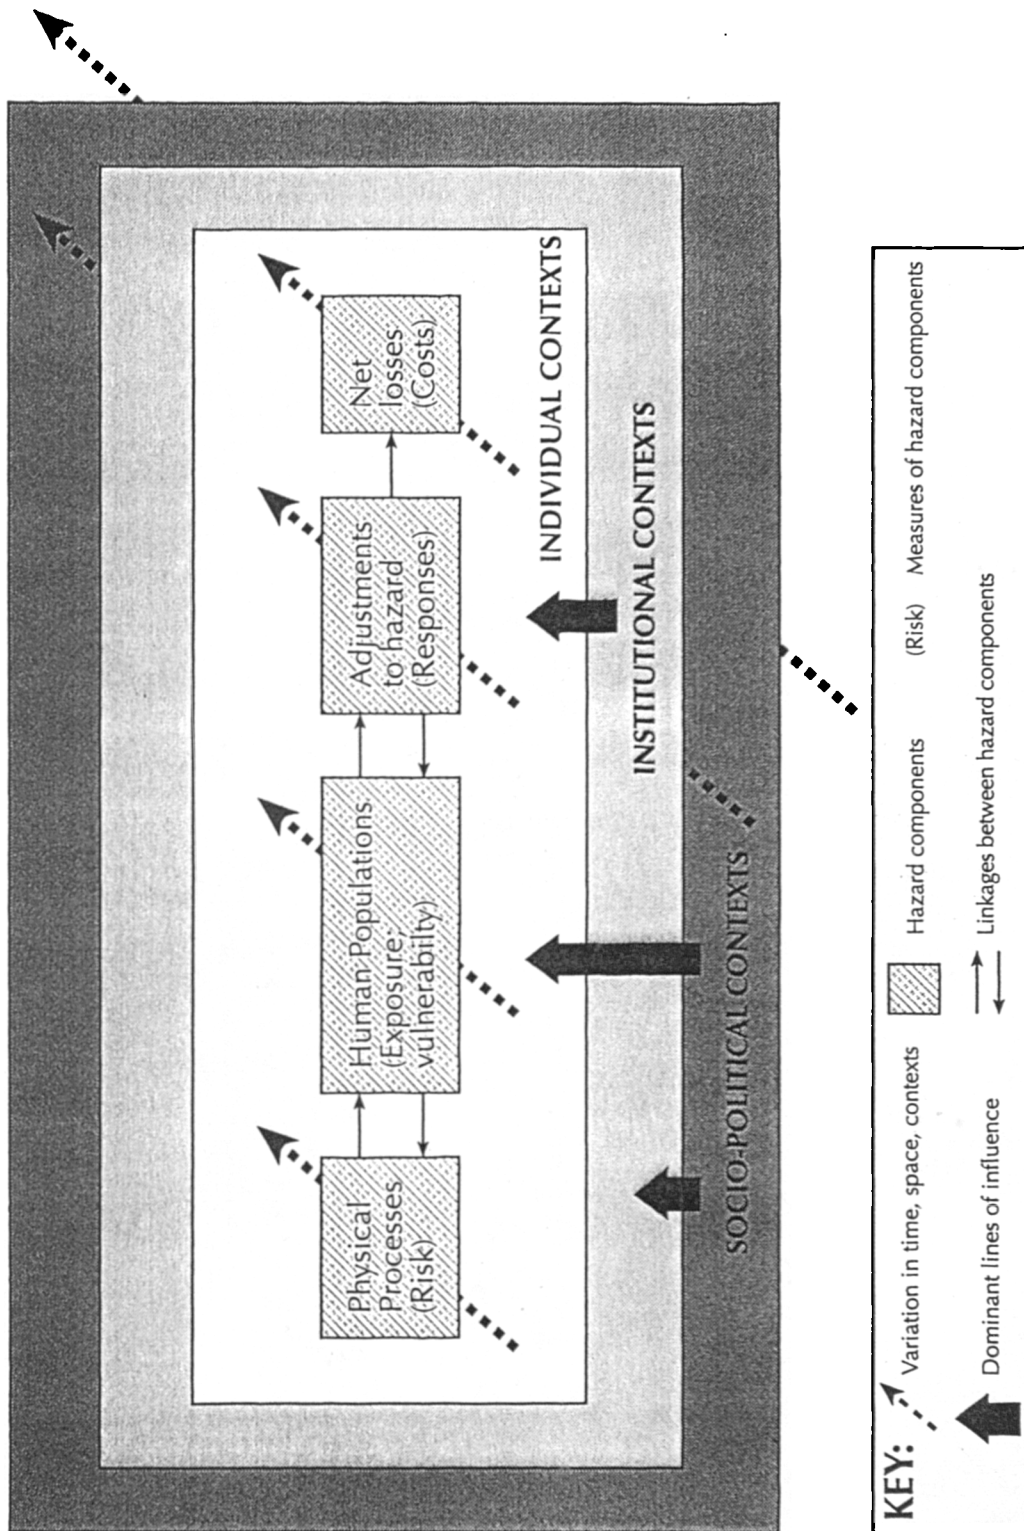 Physical
Processes
(Risk)
Human Populations
(Exposure,
vulnerabilty)
Adjustments
to hazard
(Responses)
Net
losses
(Costs)
INDIVIDUAL CONTEXTS
INSTITUTIONAL CONTEXTS
SOCIO-POLITICAL CONTEXTS
KEY:
Variation in time, space, contexts
Hazard components
(Risk) Measures of hazard components
Dominant lines of influence
Linkages between hazard components